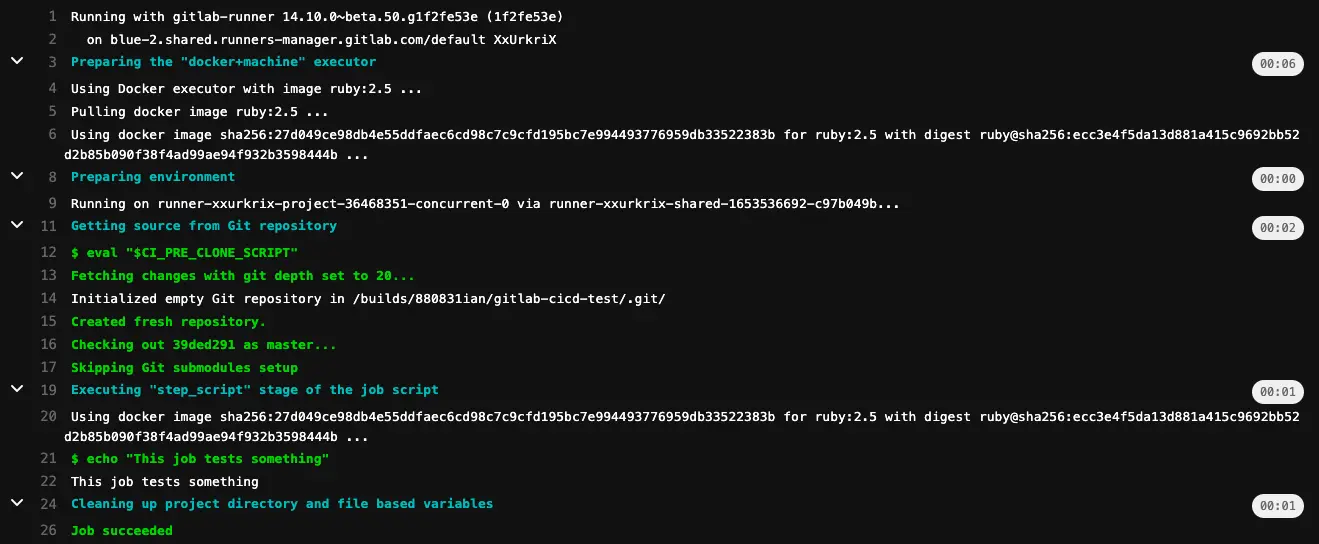 1 Running with gitlab-runner 14.10.0~beta.50.g1f2fe53e (1f2fe53e)
2 on blue-2.shared.runners-manager.gitlab.com/default XxUrkriX
3 Preparing the "docker+machine" executor 00:06
4 Using Docker executor with image ruby:2.5 ...
5 Pulling docker image ruby:2.5 ...
6 Using docker image sha256:27d049ce98db4e55ddfaec6cd98c7c9cfd195bc7e994493776959db33522383b for ruby:2.5 with digest ruby@sha256:ecc3e4f5da13d881a415c9692bb52
d2b85b090f38f4ad99ae94f932b3598444b ...
8 Preparing environment 00:00
9 Running on runner-xxurkrix-project-36468351-concurrent-0 via runner-xxurkrix-shared-1653536692-c97b049b...
11 Getting source from Git repository 00:02
12 $ eval "$CI_PRE_CLONE_SCRIPT"
13 Fetching changes with git depth set to 20...
14 Initialized empty Git repository in /builds/880831ian/gitlab-cicd-test/.git/
15 Created fresh repository.
16 Checking out 39ded291 as master...
17 Skipping Git submodules setup
19 Executing "step_script" stage of the job script 00:01
20 Using docker image sha256:27d049ce98db4e55ddfaec6cd98c7c9cfd195bc7e994493776959db33522383b for ruby:2.5 with digest ruby@sha256:ecc3e4f5da13d881a415c9692bb52
d2b85b090f38f4ad99ae94f932b3598444b ...
21 $ echo "This job tests something"
22 This job tests something
24 Cleaning up project directory and file based variables 00:01
26 Job succeeded